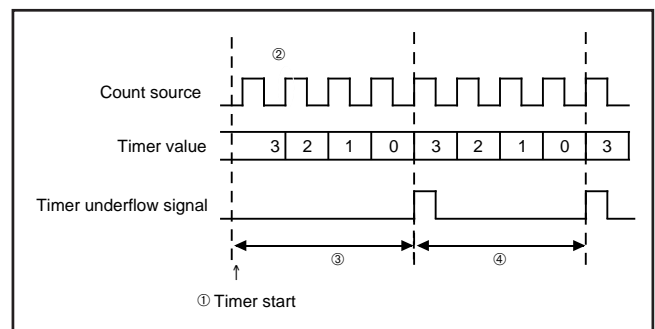 ②
Count source
Timer value 3 2 1 0 3 2 1 0 3
Timer underflow signal
③ ④
① Timer start